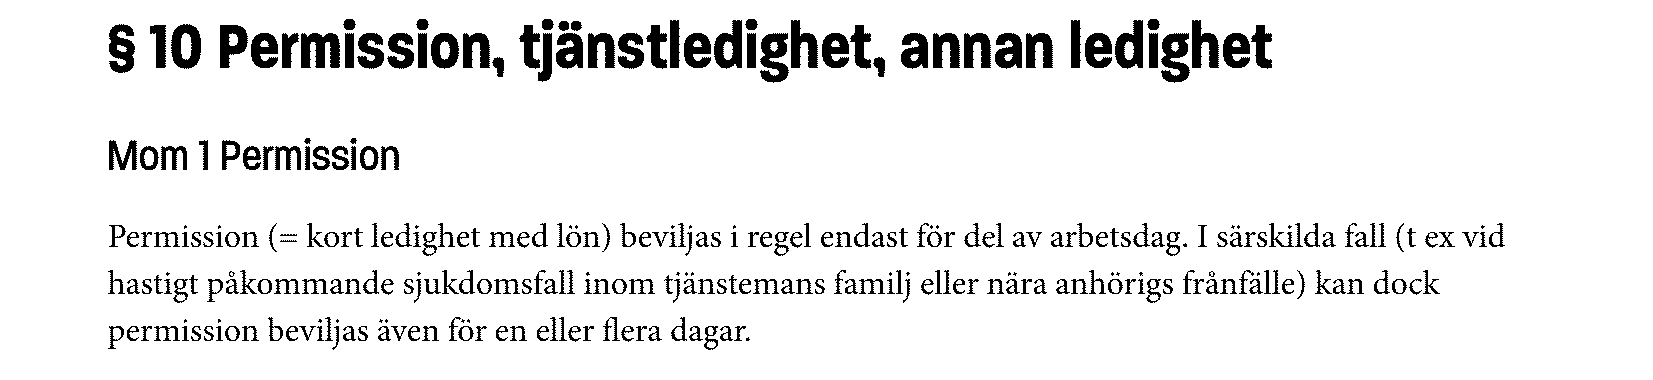 § 10 Permission, tjänstledighet, annan ledighet
Mom 1 Permission
Permission (= kort ledighet med lön) beviljas i regel endast för del av arbetsdag. I särskilda fall (t ex vid
hastigt påkommande sjukdomsfall inom tjänstemans familj eller nära anhörigs frånfälle) kan dock
permission beviljas även för en eller flera dagar.